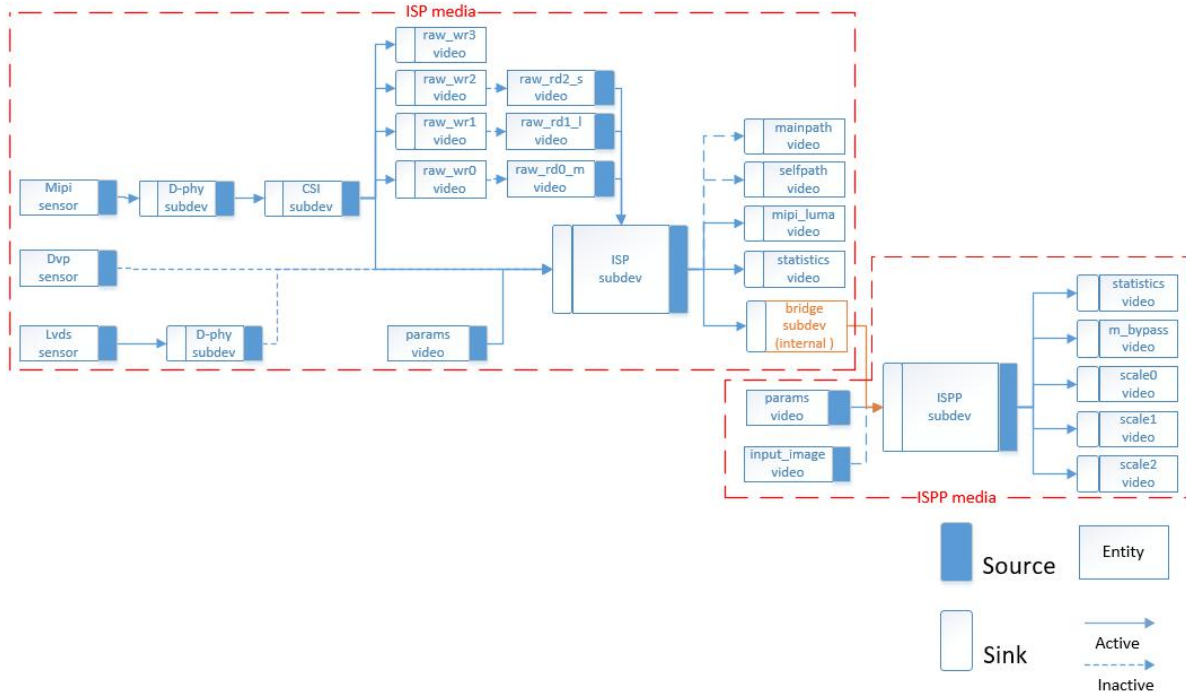 ISP media
raw_wr3
video
raw_wr2
video
raw_rd2_s
video
raw_wr1
video
raw_rd1_l
video
raw_wr0
video
raw_rd0_m
video
Mipi
sensor
D-phy
subdev
CSI
subdev
Dvp
sensor
Lvds
sensor
D-phy
subdev
params
video
ISP
subdev
mainpath
video
selfpath
video
mipi_luma
video
statistics
video
bridge
subdev
(internal )
params
video
input_image
video
ISPP
subdev
statistics
video
m_bypass
video
scale0
video
scale1
video
scale2
video
ISPP media
Source
Entity
Sink
Active
Inactive